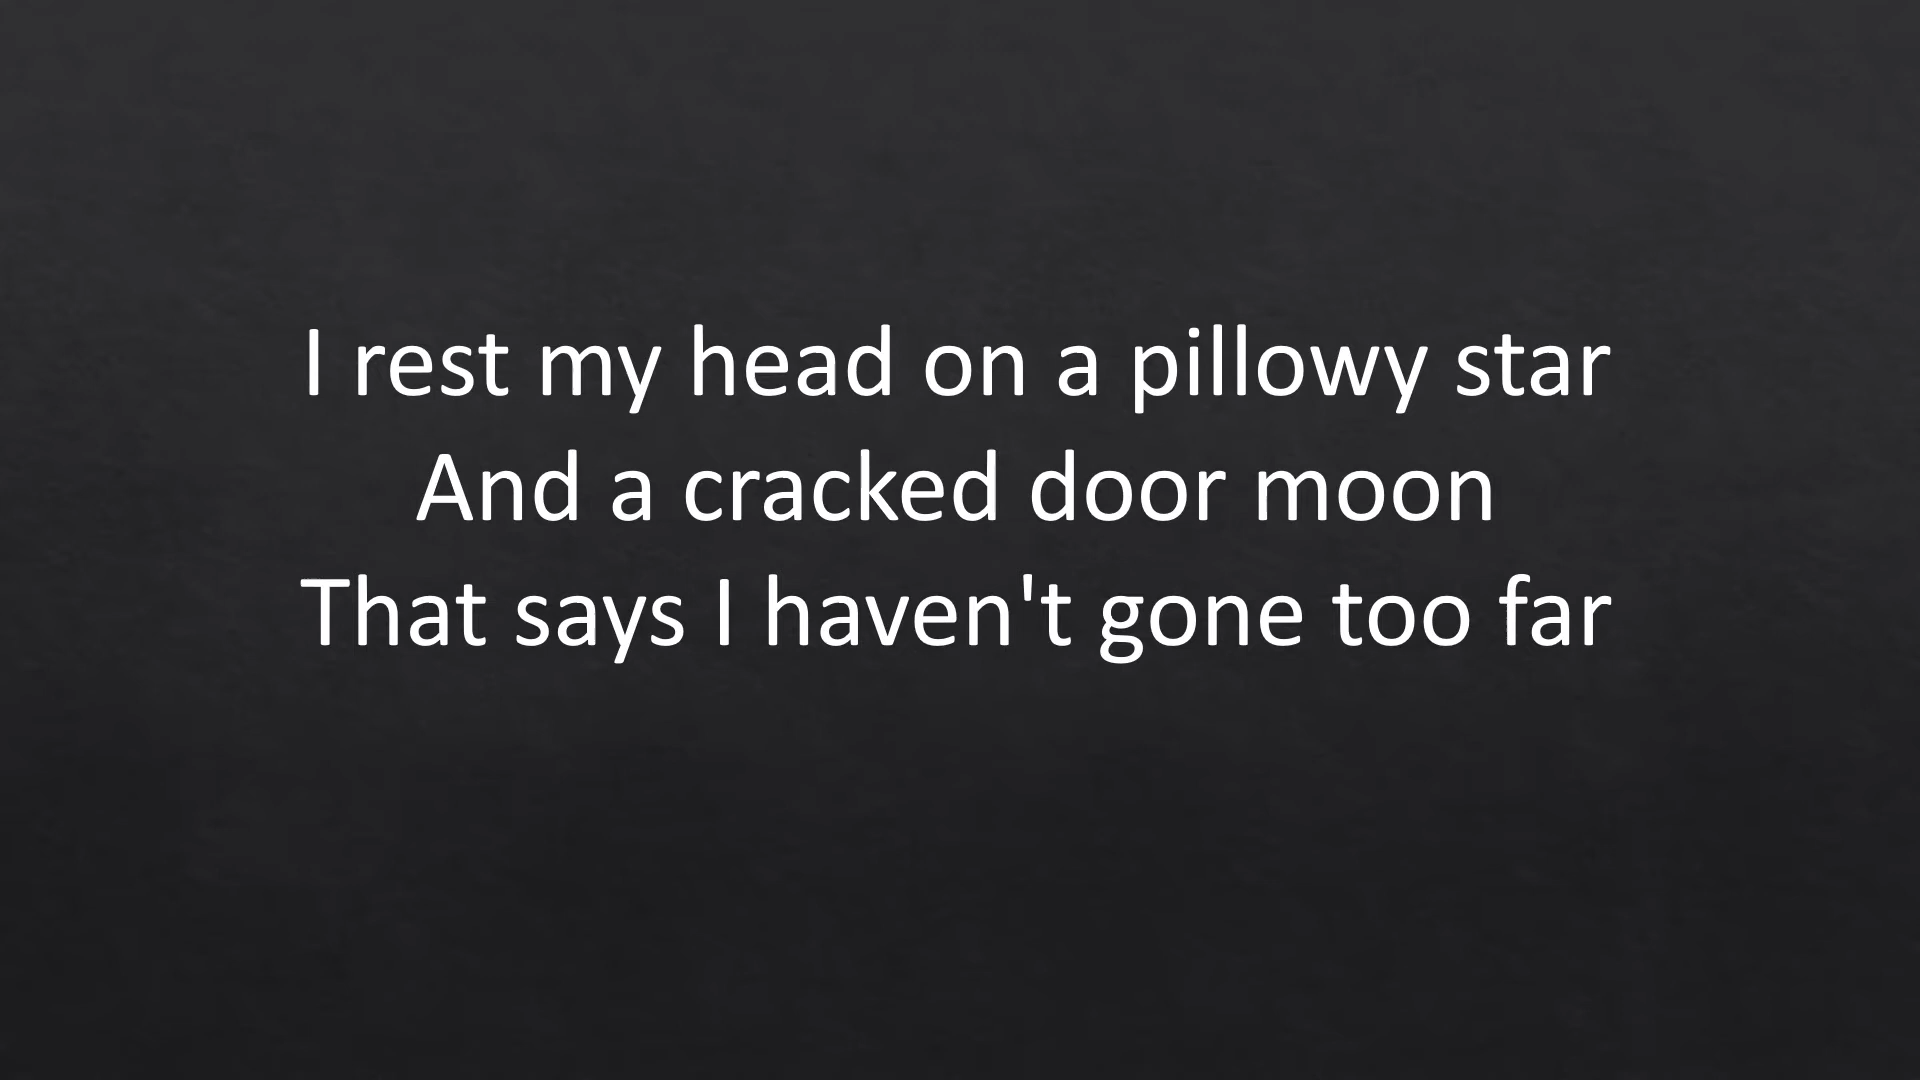 I rest my head on a pillowy star
And a cracked door moon
That says I haven't gone too far